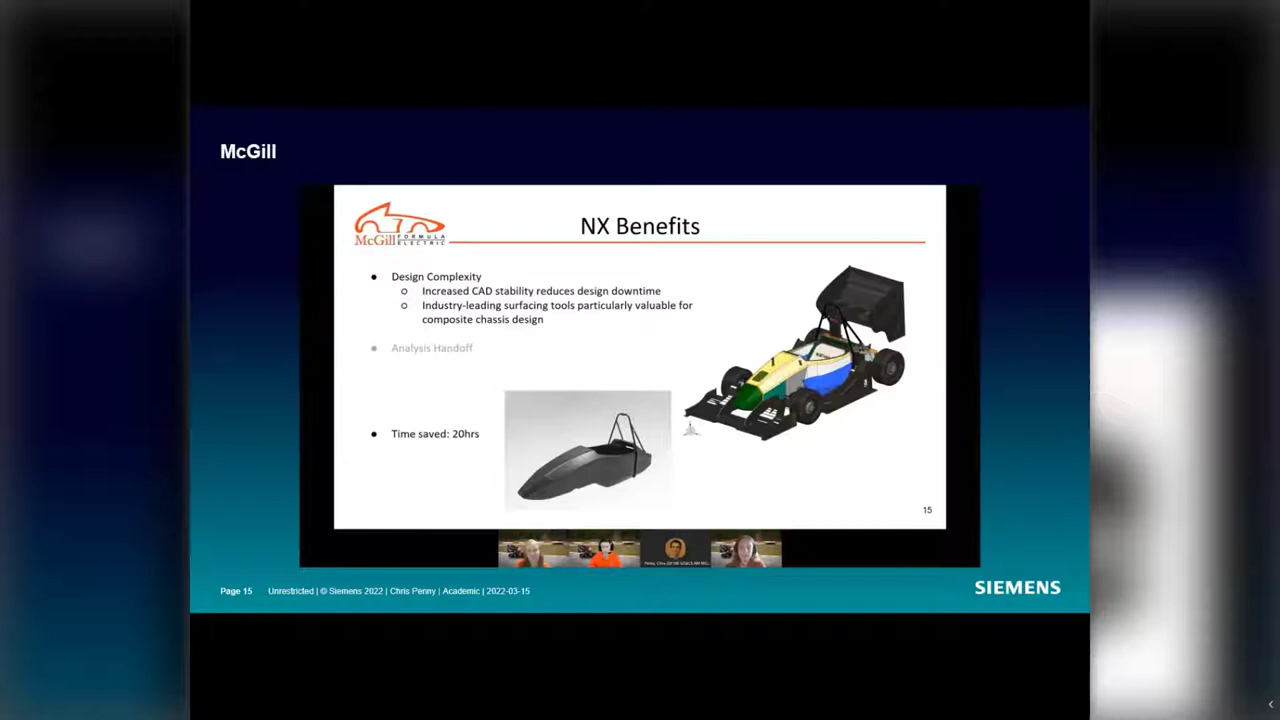 McGill
McGill FORMULA
ELECTRIC
NX Benefits
● Design Complexity
○ Increased CAD stability reduces design downtime
○ Industry-leading surfacing tools particularly valuable for
composite chassis design
● Analysis Handoff
● Time saved: 20hrs
15
Page 15 Unrestricted | © Siemens 2022 | Chris Penny | Academic | 2022-03-15
SIEMENS